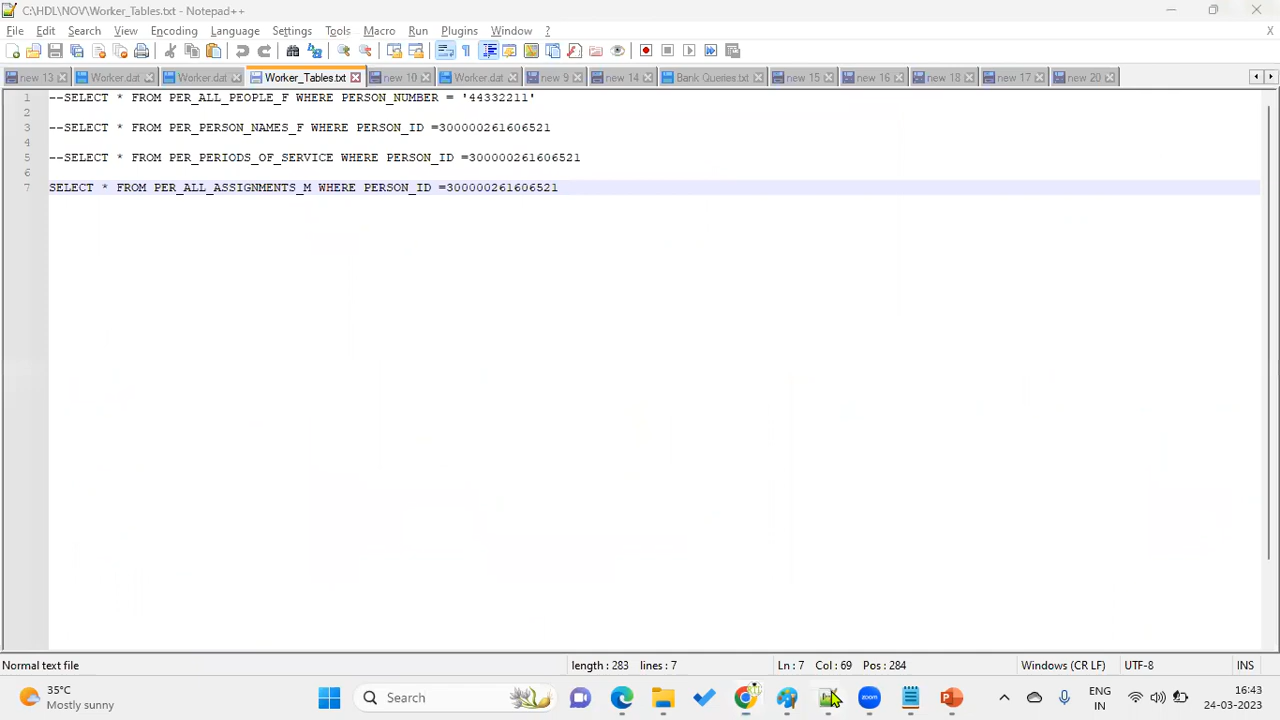 C:\HDL\NOV\Worker_Tables.txt - Notepad++
File Edit Search View Encoding Language Settings Tools Macro Run Plugins Window ? X
new 13 Worker.dat Worker.dat Worker_Tables.txt new 10 Worker.dat new 9 new 14 Bank Queries.txt new 15 new 16 new 18 new 17 new 20
1 --SELECT * FROM PER_ALL_PEOPLE_F WHERE PERSON_NUMBER = '44332211'
2
3 --SELECT * FROM PER_PERSON_NAMES_F WHERE PERSON_ID =300000261606521
4
5 --SELECT * FROM PER_PERIODS_OF_SERVICE WHERE PERSON_ID =300000261606521
6
7 SELECT * FROM PER_ALL_ASSIGNMENTS_M WHERE PERSON_ID =300000261606521
Normal text file length : 283 lines : 7 Ln : 7 Col : 69 Pos : 284 Windows (CR LF) UTF-8 INS
35°C
Mostly sunny
Search
zoom
ENG
IN
16:43
24-03-2023